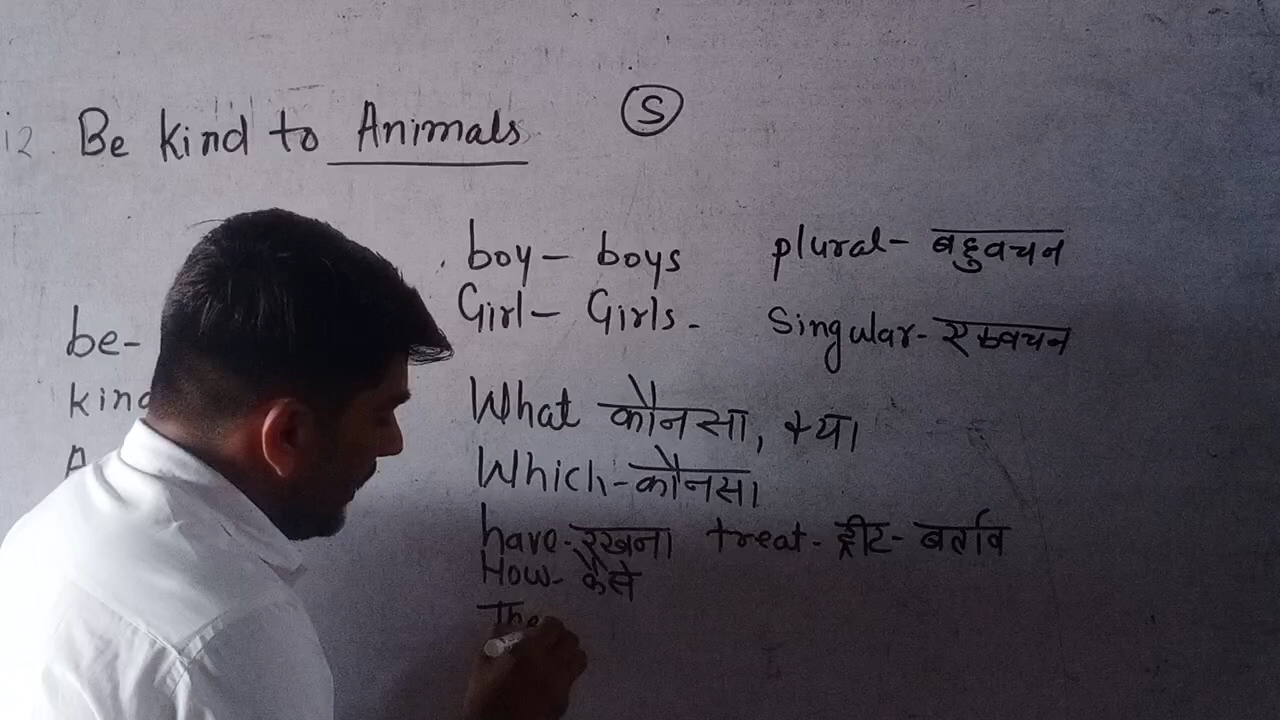 12. Be kind to Animals Ⓢ
boy - boys plural - बहुवचन
Girl - Girls - Singular - एकवचन
be-
kind
A
What कौनसा, क्या
Which - कौनसा
have - रखना treat - ट्रीट - बर्ताव
How - कैसे
The